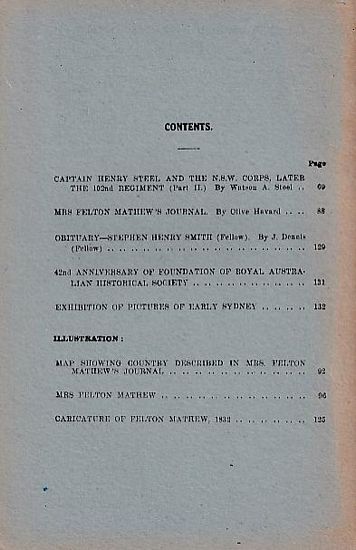 CONTENTS.
Page
CAPTAIN HENRY STEEL AND THE N.S.W. CORPS, LATER
THE 102nd REGIMENT (Part II.) By Watson A. Steel .. 69
MRS FELTON MATHEW'S JOURNAL. By Olive Havard .. .. 88
OBITUARY—STEPHEN HENRY SMITH (Fellow). By J. Dennis
(Fellow) .. .. .. .. .. .. .. .. .. .. .. .. .. .. 129
42nd ANNIVERSARY OF FOUNDATION OF ROYAL AUSTRA-
LIAN HISTORICAL SOCIETY .. .. .. .. .. .. .. .. 131
EXHIBITION OF PICTURES OF EARLY SYDNEY .. .. .. 132
ILLUSTRATION:
MAP SHOWING COUNTRY DESCRIBED IN MRS. FELTON
MATHEW'S JOURNAL .. .. .. .. .. .. .. .. .. .. 92
MRS FELTON MATHEW .. .. .. .. .. .. .. .. .. .. 96
CARICATURE OF FELTON MATHEW, 1832 .. .. .. .. .. 125